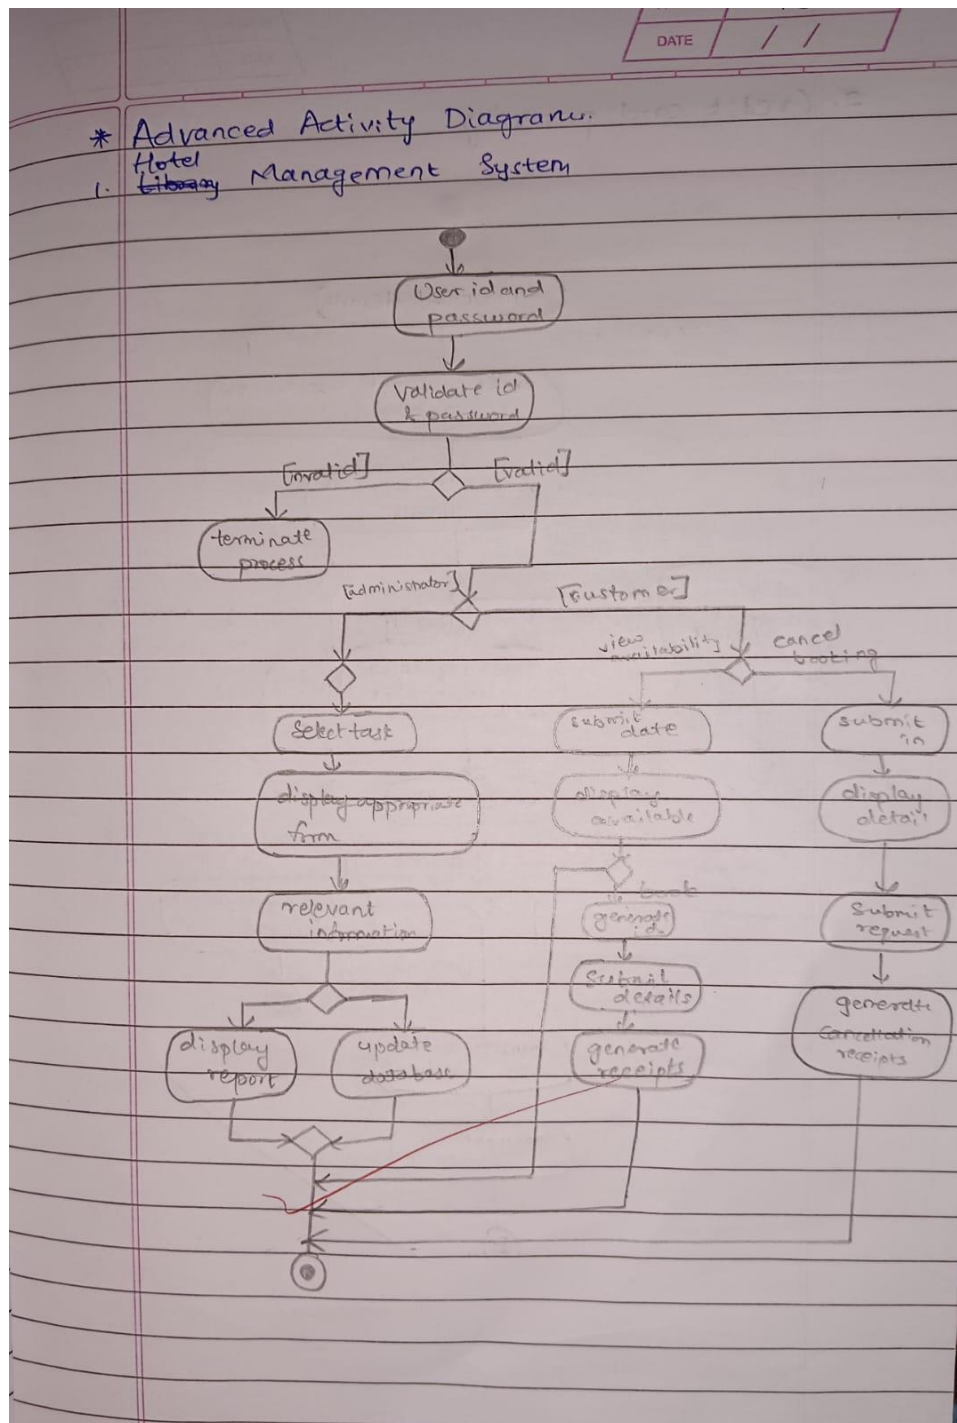 DATE / /
* Advanced Activity Diagram.
Hotel
1. Library Management System
User id and
password
Validate id
& password
[invalid] [valid]
terminate
process
[administrator] [customer]
view
availability
cancel
booking
Select task
submit
date
submit
in
display appropriate
form
display
available
display
detail
book
relevant
information
generate
id
Submit
request
Submit
details
display
report
update
database
generate
receipts
generate
cancellation
receipts